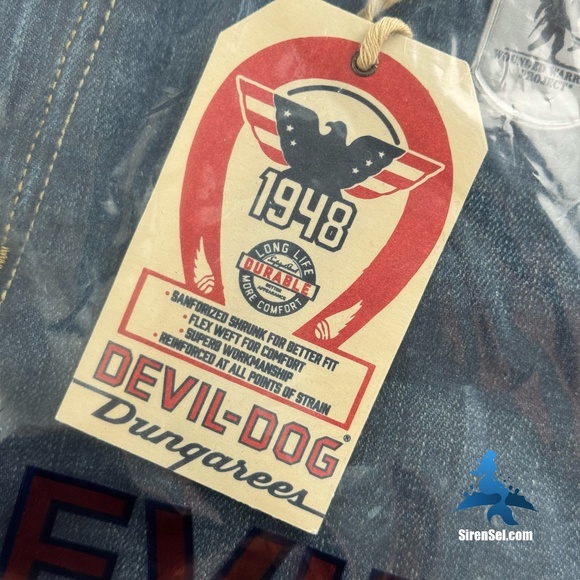 WOUNDED WARRIOR
PROJECT®
1948
LONG LIFE
DURABLE
MORE COMFORT
• SANFORIZED SHRUNK FOR BETTER FIT
• FLEX WEFT FOR COMFORT
• SUPERB WORKMANSHIP
REINFORCED AT ALL POINTS OF STRAIN
DEVIL-DOG®
Dungarees
SirenSel.com